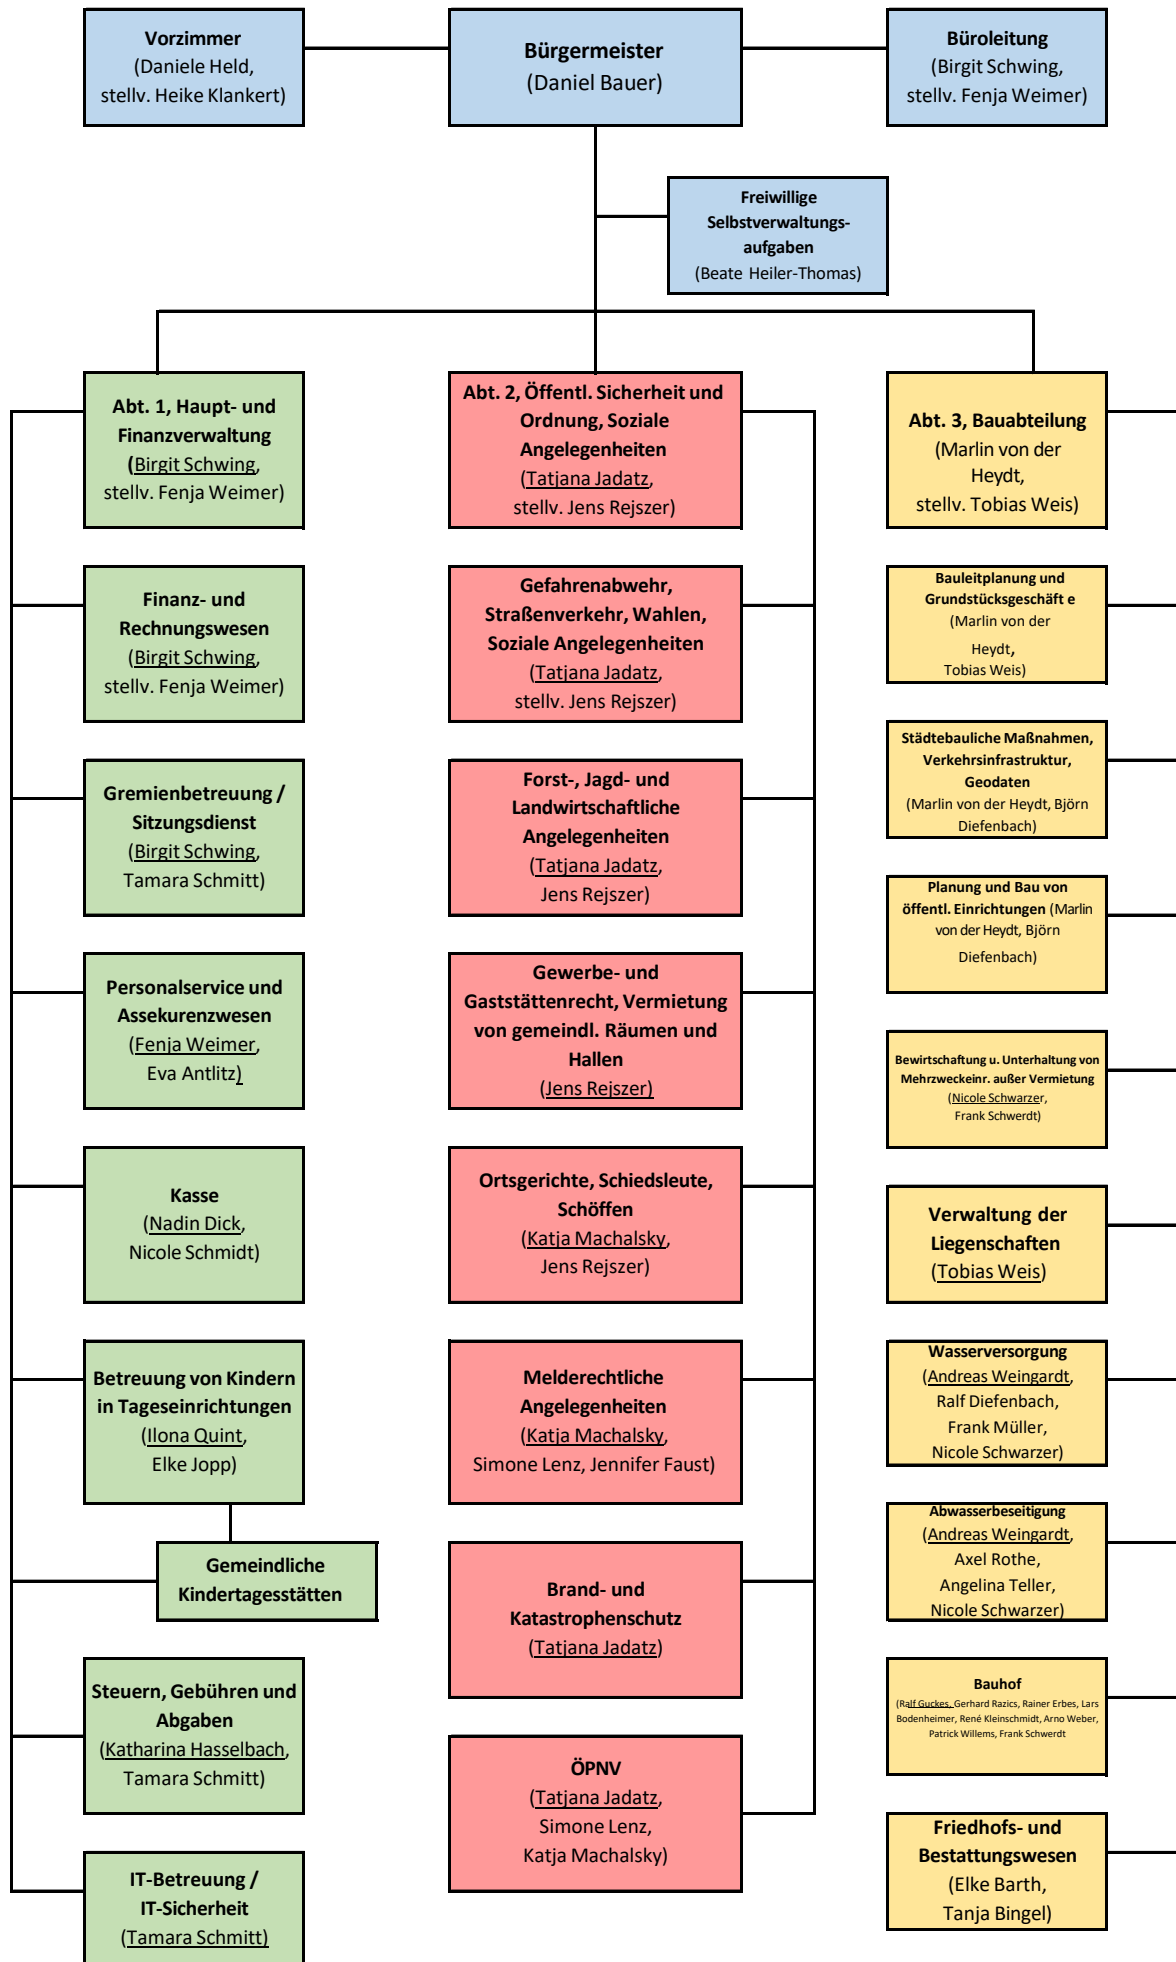 Vorzimmer
(Daniele Held,
stellv. Heike Klankert)
Bürgermeister
(Daniel Bauer)
Büroleitung
(Birgit Schwing,
stellv. Fenja Weimer)
Freiwillige
Selbstverwaltungs-
aufgaben
(Beate Heiler-Thomas)
Abt. 1, Haupt- und
Finanzverwaltung
(Birgit Schwing,
stellv. Fenja Weimer)
Finanz- und
Rechnungswesen
(Birgit Schwing,
stellv. Fenja Weimer)
Gremienbetreuung /
Sitzungsdienst
(Birgit Schwing,
Tamara Schmitt)
Personalservice und
Assekurenzwesen
(Fenja Weimer,
Eva Antlitz)
Kasse
(Nadin Dick,
Nicole Schmidt)
Betreuung von Kindern
in Tageseinrichtungen
(Ilona Quint,
Elke Jopp)
Gemeindliche
Kindertagesstätten
Steuern, Gebühren und
Abgaben
(Katharina Hasselbach,
Tamara Schmitt)
IT-Betreuung /
IT-Sicherheit
(Tamara Schmitt)
Abt. 2, Öffentl. Sicherheit und
Ordnung, Soziale
Angelegenheiten
(Tatjana Jadatz,
stellv. Jens Rejszer)
Gefahrenabwehr,
Straßenverkehr, Wahlen,
Soziale Angelegenheiten
(Tatjana Jadatz,
stellv. Jens Rejszer)
Forst-, Jagd- und
Landwirtschaftliche
Angelegenheiten
(Tatjana Jadatz,
Jens Rejszer)
Gewerbe- und
Gaststättenrecht, Vermietung
von gemeindl. Räumen und
Hallen
(Jens Rejszer)
Ortsgerichte, Schiedsleute,
Schöffen
(Katja Machalsky,
Jens Rejszer)
Melderechtliche
Angelegenheiten
(Katja Machalsky,
Simone Lenz, Jennifer Faust)
Brand- und
Katastrophenschutz
(Tatjana Jadatz)
ÖPNV
(Tatjana Jadatz,
Simone Lenz,
Katja Machalsky)
Abt. 3, Bauabteilung
(Marlin von der
Heydt,
stellv. Tobias Weis)
Bauleitplanung und
Grundstücksgeschäft e
(Marlin von der
Heydt,
Tobias Weis)
Städtebauliche Maßnahmen,
Verkehrsinfrastruktur,
Geodaten
(Marlin von der Heydt, Björn
Diefenbach)
Planung und Bau von
öffentl. Einrichtungen (Marlin
von der Heydt, Björn
Diefenbach)
Bewirtschaftung u. Unterhaltung von
Mehrzweckeinr. außer Vermietung
(Nicole Schwarzer,
Frank Schwerdt)
Verwaltung der
Liegenschaften
(Tobias Weis)
Wasserversorgung
(Andreas Weingardt,
Ralf Diefenbach,
Frank Müller,
Nicole Schwarzer)
Abwasserbeseitigung
(Andreas Weingardt,
Axel Rothe,
Angelina Teller,
Nicole Schwarzer)
Bauhof
(Ralf Guckes, Gerhard Razics, Rainer Erbes, Lars
Bodenheimer, René Kleinschmidt, Arno Weber,
Patrick Willems, Frank Schwerdt
Friedhofs- und
Bestattungswesen
(Elke Barth,
Tanja Bingel)